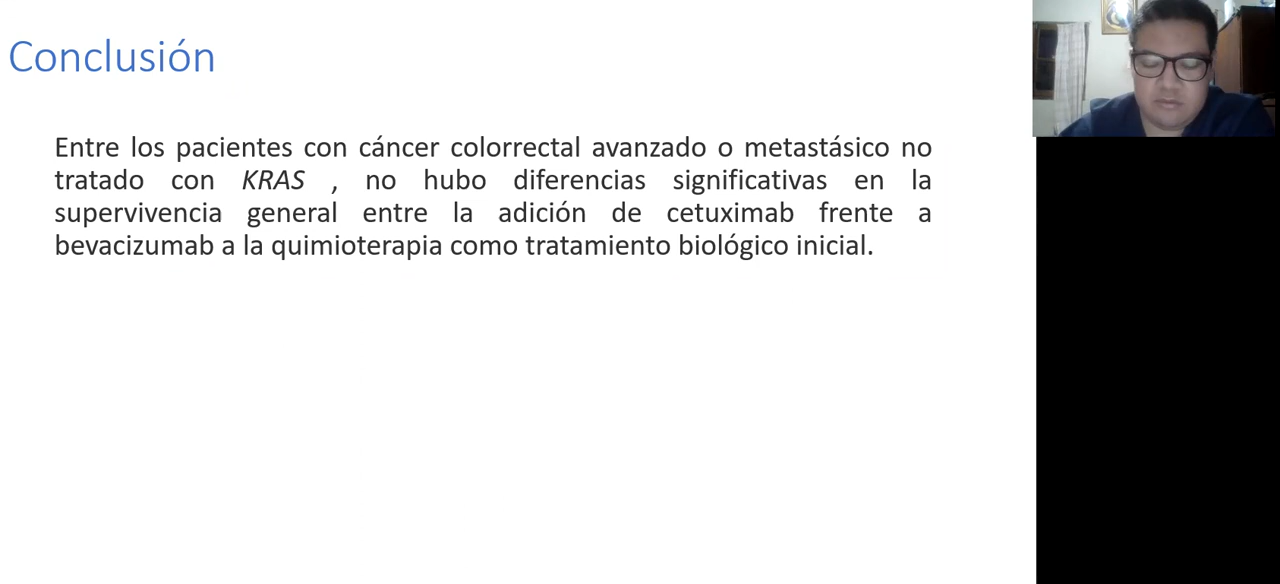 Conclusión
Entre los pacientes con cáncer colorrectal avanzado o metastásico no
tratado con KRAS , no hubo diferencias significativas en la
supervivencia general entre la adición de cetuximab frente a
bevacizumab a la quimioterapia como tratamiento biológico inicial.